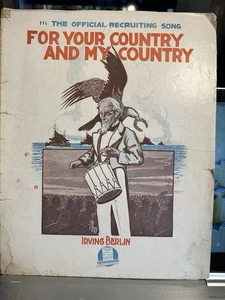 THE OFFICIAL RECRUITING SONG
FOR YOUR COUNTRY
AND MY COUNTRY
IRVING BERLIN